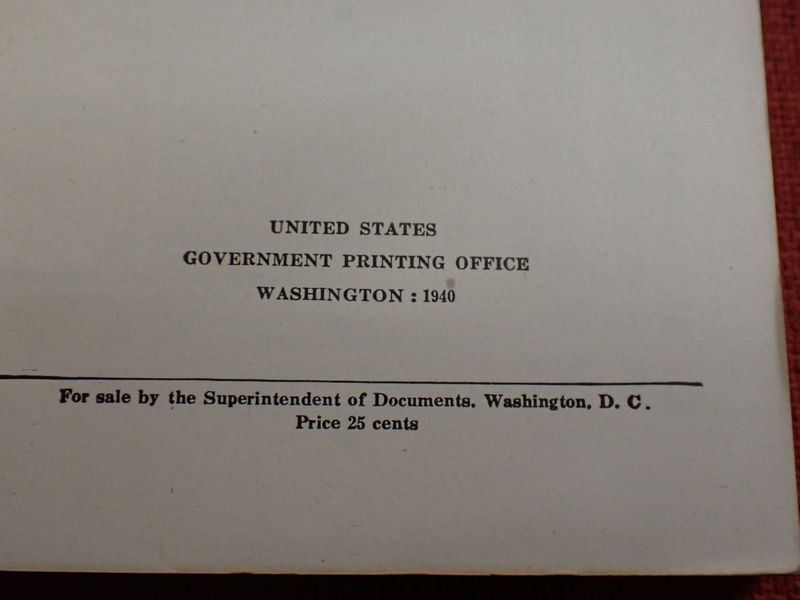 UNITED STATES
GOVERNMENT PRINTING OFFICE
WASHINGTON : 1940
For sale by the Superintendent of Documents, Washington, D. C.
Price 25 cents